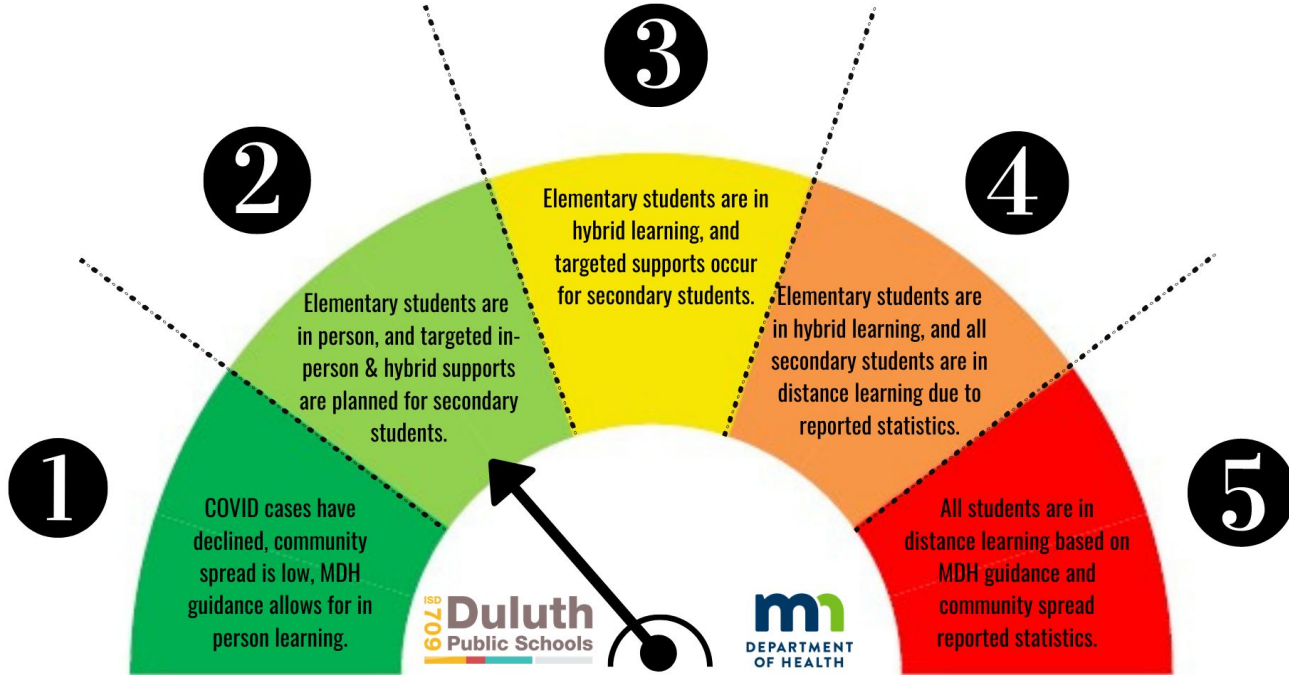 1
COVID cases have
declined, community
spread is low, MDH
guidance allows for in
person learning.
2
Elementary students are
in person, and targeted in-
person & hybrid supports
are planned for secondary
students.
3
Elementary students are in
hybrid learning, and
targeted supports occur
for secondary students.
4
Elementary students are
in hybrid learning, and all
secondary students are in
distance learning due to
reported statistics.
5
All students are in
distance learning based on
MDH guidance and
community spread
reported statistics.
ISD
709
Duluth
Public Schools
mn
DEPARTMENT
OF HEALTH